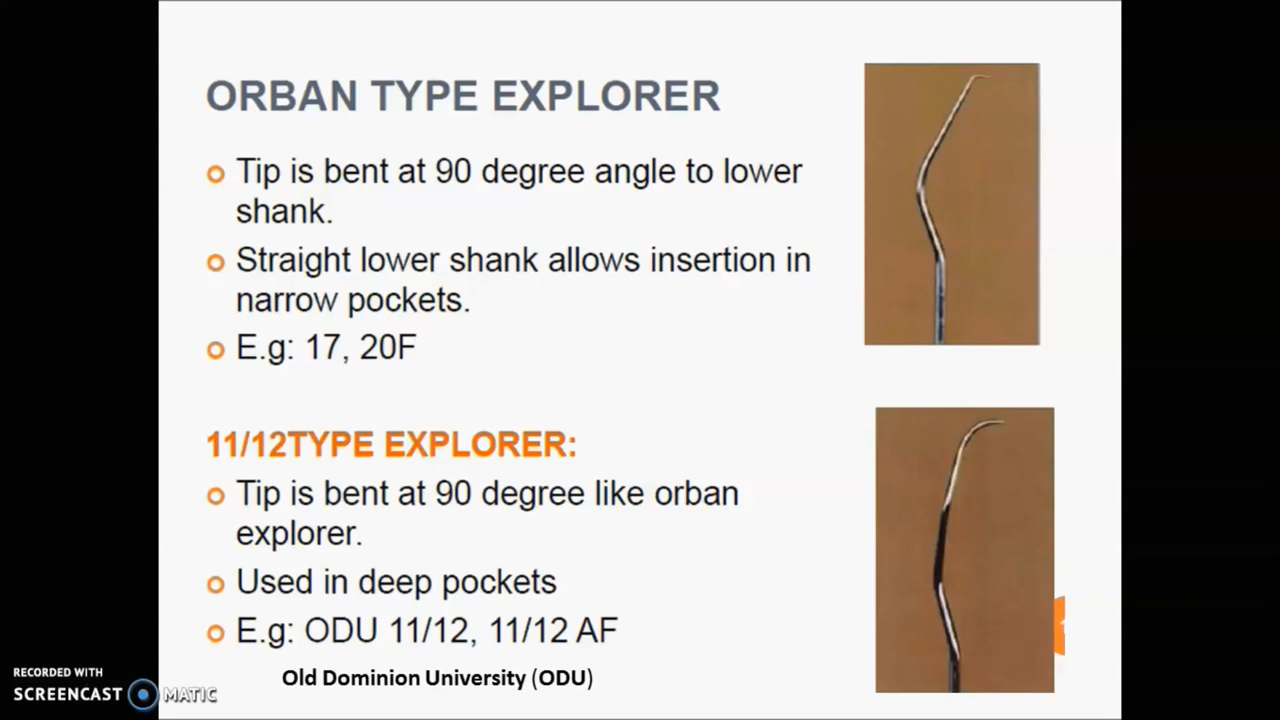 ORBAN TYPE EXPLORER
Tip is bent at 90 degree angle to lower
shank.
Straight lower shank allows insertion in
narrow pockets.
E.g: 17, 20F
11/12TYPE EXPLORER:
Tip is bent at 90 degree like orban
explorer.
Used in deep pockets
E.g: ODU 11/12, 11/12 AF
Old Dominion University (ODU)
RECORDED WITH
SCREENCAST MATIC